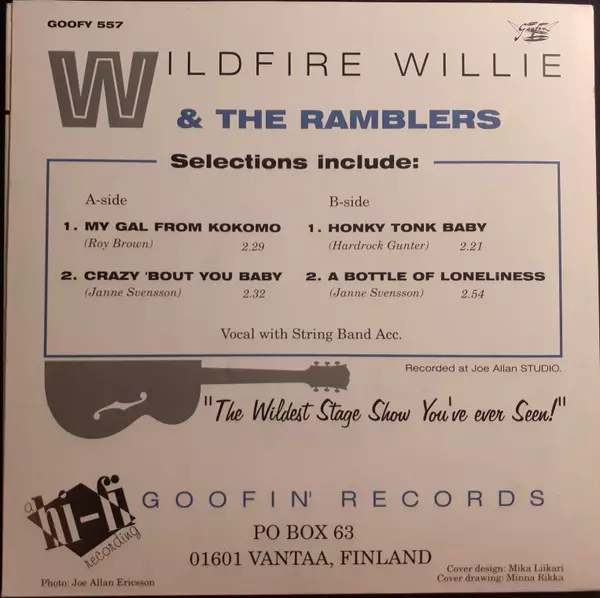 GOOFY 557
Goofin'
WILDFIRE WILLIE
& THE RAMBLERS
Selections include:
A-side
1. MY GAL FROM KOKOMO
(Roy Brown) 2.29
2. CRAZY 'BOUT YOU BABY
(Janne Svensson) 2.32
B-side
1. HONKY TONK BABY
(Hardrock Gunter) 2.21
2. A BOTTLE OF LONELINESS
(Janne Svensson) 2.54
Vocal with String Band Acc.
Recorded at Joe Allan STUDIO.
"The Wildest Stage Show You've ever Seen!"
a
hi-fi
recording
GOOFIN' RECORDS
PO BOX 63
01601 VANTAA, FINLAND
Photo: Joe Allan Ericsson
Cover design: Mika Liikari
Cover drawing: Minna Rikka